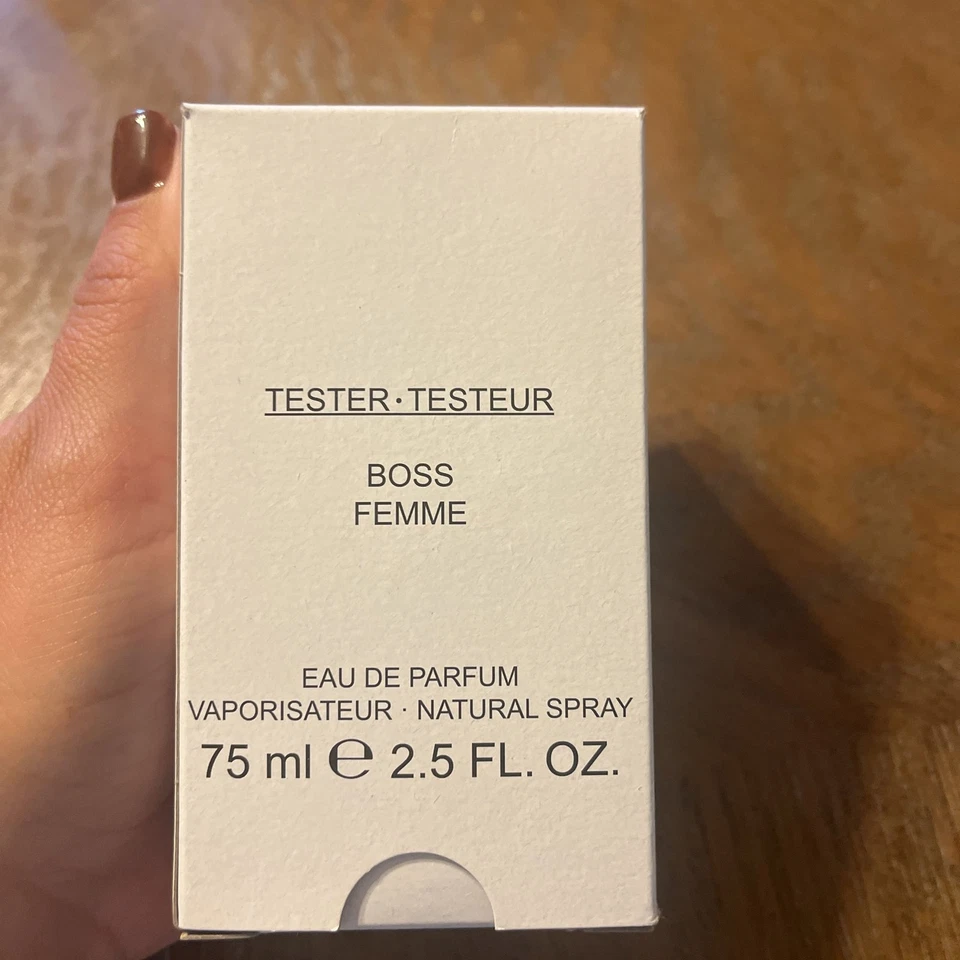 TESTER · TESTEUR
BOSS
FEMME
EAU DE PARFUM
VAPORISATEUR · NATURAL SPRAY
75 ml ℮ 2.5 FL. OZ.